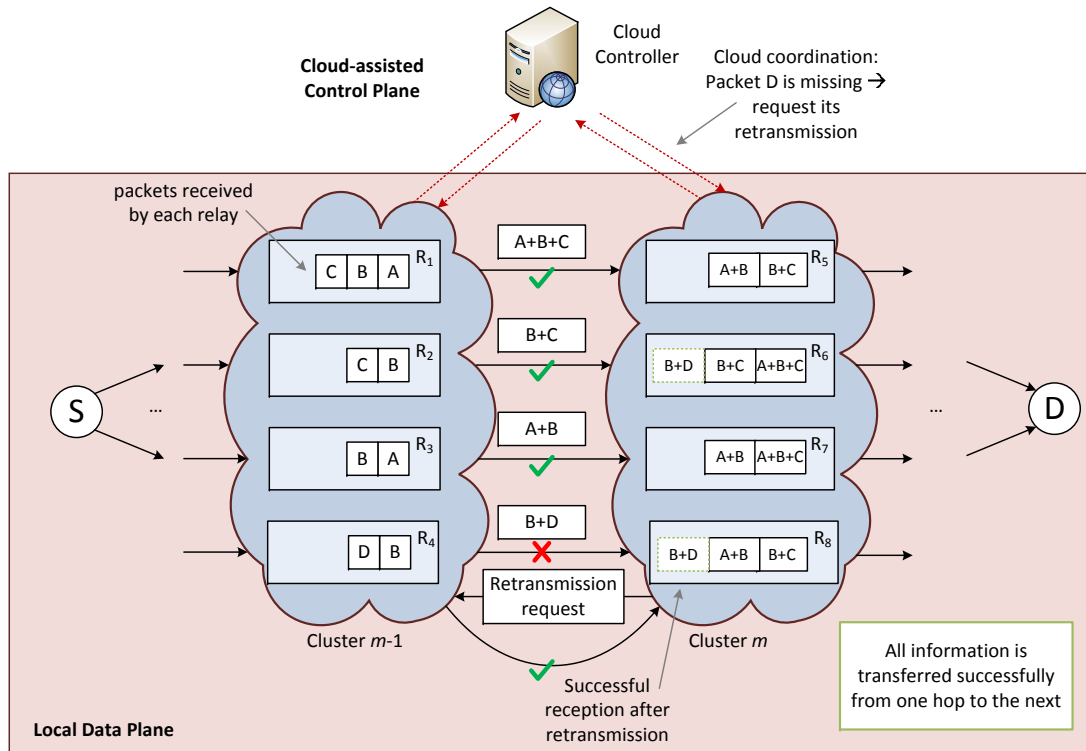 Cloud
Controller
Cloud-assisted
Control Plane
Cloud coordination:
Packet D is missing →
request its
retransmission
packets received
by each relay
C B A R1
A+B+C
A+B B+C R5
C B R2
B+C
B+D B+C A+B+C R6
S
...
...
D
B A R3
A+B
A+B A+B+C R7
D B R4
B+D
B+D A+B B+C R8
Retransmission
request
Cluster m-1
Cluster m
Successful
reception after
retransmission
All information is
transferred successfully
from one hop to the next
Local Data Plane